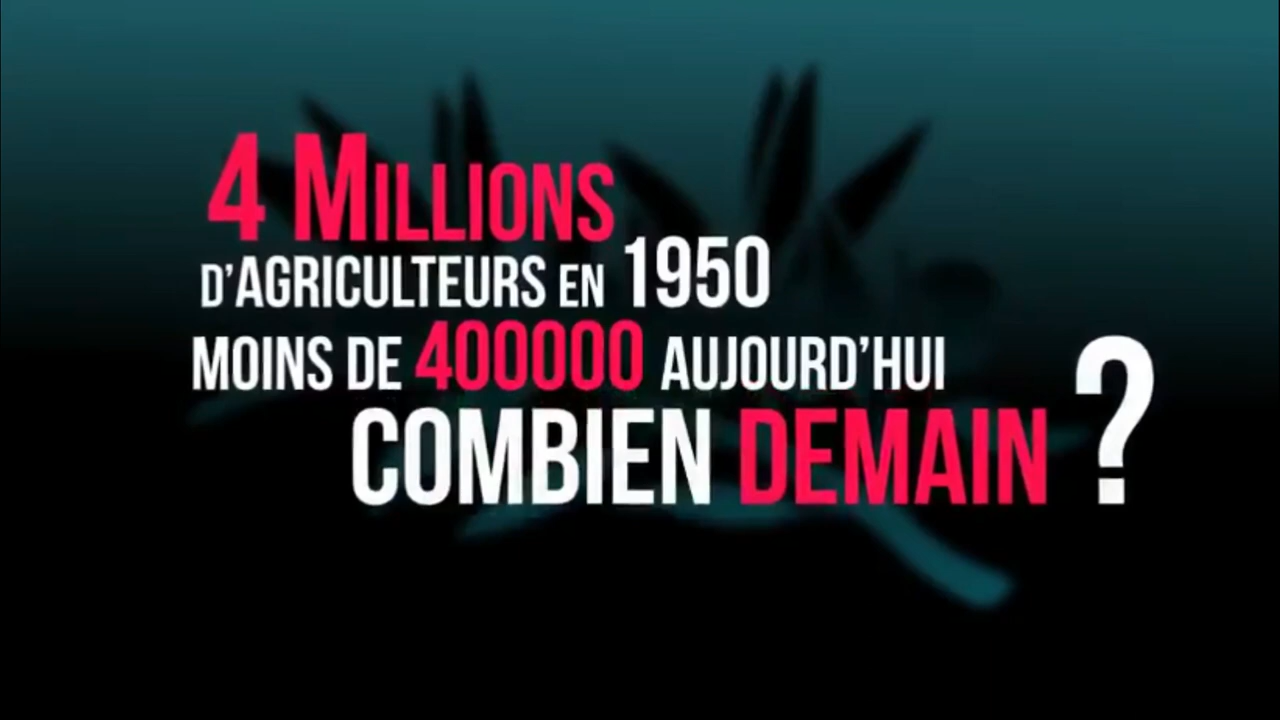 4 MILLIONS
D'AGRICULTEURS EN 1950
MOINS DE 400000 AUJOURD'HUI
COMBIEN DEMAIN ?